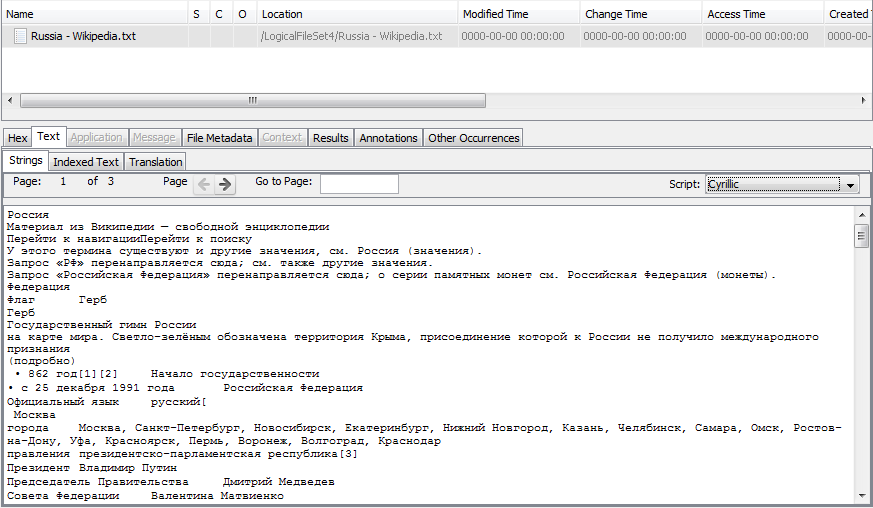 Name S C O Location Modified Time Change Time Access Time Created T
Russia - Wikipedia.txt /LogicalFileSet4/Russia - Wikipedia.txt 0000-00-00 00:00:00 0000-00-00 00:00:00 0000-00-00 00:00:00 0000-00-
Hex Text Application Message File Metadata Context Results Annotations Other Occurrences
Strings Indexed Text Translation
Page: 1 of 3 Page Go to Page: Script: Cyrillic
Россия
Материал из Википедии — свободной энциклопедии
Перейти к навигацииПерейти к поиску
У этого термина существуют и другие значения, см. Россия (значения).
Запрос «РФ» перенаправляется сюда; см. также другие значения.
Запрос «Российская Федерация» перенаправляется сюда; о серии памятных монет см. Российская Федерация (монеты).
Федерация
Флаг Герб
Герб
Государственный гимн России
на карте мира. Светло-зелёным обозначена территория Крыма, присоединение которой к России не получило международного
признания
(подробно)
• 862 год[1][2] Начало государственности
• с 25 декабря 1991 года Российская Федерация
Официальный язык русский[
Москва
города Москва, Санкт-Петербург, Новосибирск, Екатеринбург, Нижний Новгород, Казань, Челябинск, Самара, Омск, Ростов-
на-Дону, Уфа, Красноярск, Пермь, Воронеж, Волгоград, Краснодар
правления президентско-парламентская республика[3]
Президент Владимир Путин
Председатель Правительства Дмитрий Медведев
Совета Федерации Валентина Матвиенко